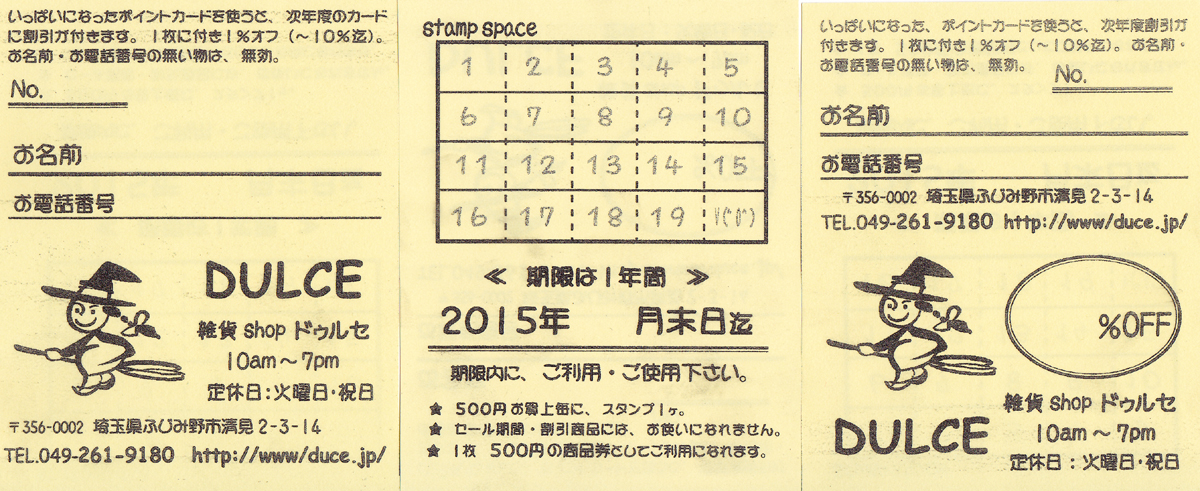 いっぱいになったポイントカードを使うと、次年度のカード
に割引が付きます。1枚に付き1%オフ(〜10%迄)。
お名前・お電話番号の無い物は、無効。
No.
お名前
お電話番号
DULCE
雑貨shop ドゥルセ
10am〜7pm
定休日:火曜日・祝日
〒356-0002 埼玉県ふじみ野市清見2-3-14
TEL.049-261-9180 http://www/duce.jp/
stamp space
1 2 3 4 5
6 7 8 9 10
11 12 13 14 15
16 17 18 19
≪ 期限は1年間 ≫
2015年 月末日迄
期限内に、ご利用・ご使用下さい。
★ 500円お買上毎に、スタンプ1ヶ。
★ セール期間・割引商品には、お使いになれません。
★ 1枚 500円の商品券としてご利用になれます。
いっぱいになった、ポイントカードを使うと、次年度割引が
付きます。1枚に付き1%オフ(〜10%迄)。お名前・
お電話番号の無い物は、無効。
No.
お名前
お電話番号
〒356-0002 埼玉県ふじみ野市清見2-3-14
TEL.049-261-9180 http://www/duce.jp/
%OFF
雑貨shop ドゥルセ
10am〜7pm
定休日:火曜日・祝日
DULCE